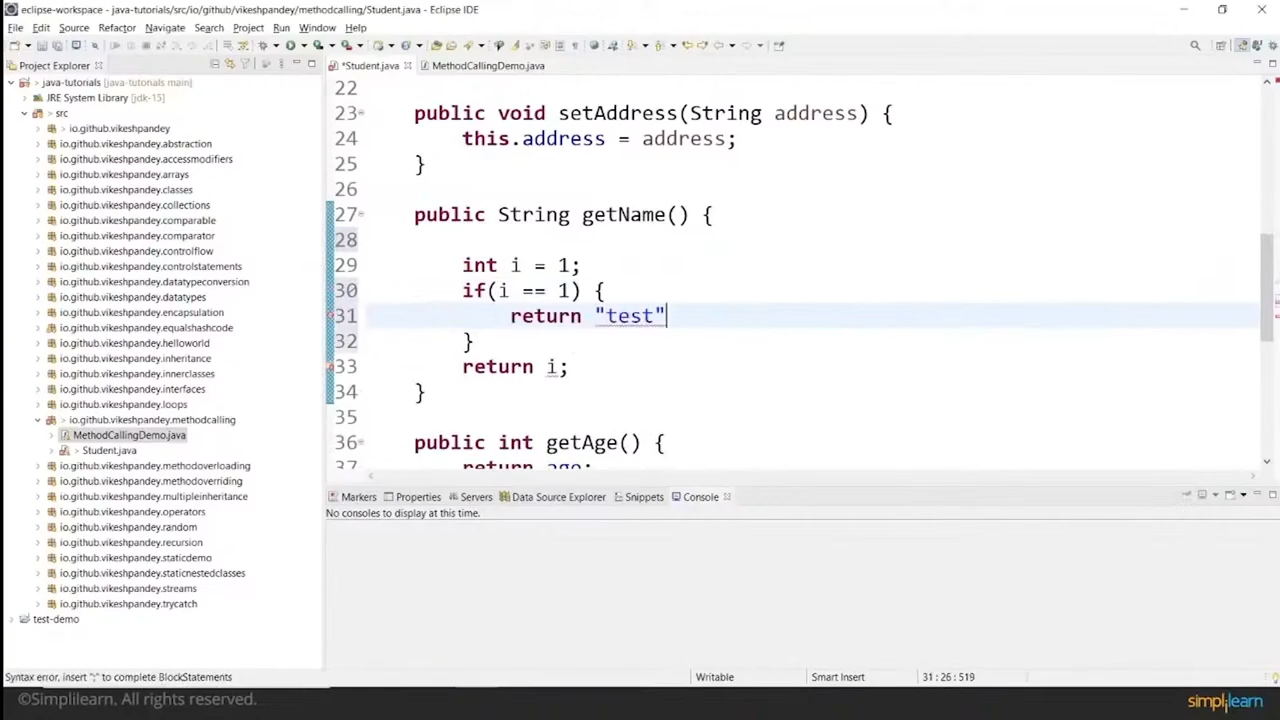 eclipse-workspace - java-tutorials/src/io/github/vikeshpandey/methodcalling/Student.java - Eclipse IDE
File Edit Source Refactor Navigate Search Project Run Window Help
Project Explorer
*Student.java MethodCallingDemo.java
> java-tutorials [java-tutonals main]
JRE System Library [jdk-15]
> src
> io.github.vikeshpandey
io.github.vikeshpandey.abstraction
io.github.vikeshpandey.accessmodifiers
io.github.vikeshpandey.arrays
io.github.vikeshpandey.classes
io.github.vikeshpandey.collections
io.github.vikeshpandey.comparable
io.github.vikeshpandey.comparator
io.github.vikeshpandey.controlflow
io.github.vikeshpandey.controlstatements
io.github.vikeshpandey.datatypeconversion
io.github.vikeshpandey.datatypes
io.github.vikeshpandey.encapsulation
io.github.vikeshpandey.equalshashcode
io.github.vikeshpandey.helloworld
io.github.vikeshpandey.inheritance
io.github.vikeshpandey.innerclasses
io.github.vikeshpandey.interfaces
io.github.vikeshpandey.loops
> io.github.vikeshpandey.methodcalling
MethodCallingDemo.java
> Student.java
io.github.vikeshpandey.methodoverloading
io.github.vikeshpandey.methodoverriding
io.github.vikeshpandey.multipleinheritance
io.github.vikeshpandey.operators
io.github.vikeshpandey.random
io.github.vikeshpandey.recursion
io.github.vikeshpandey.staticdemo
io.github.vikeshpandey.staticnestedclasses
io.github.vikeshpandey.streams
io.github.vikeshpandey.trycatch
test-demo
22
23 public void setAddress(String address) {
24 this.address = address;
25 }
26
27 public String getName() {
28
29 int i = 1;
30 if(i == 1) {
31 return "test"
32 }
33 return i;
34 }
35
36 public int getAge() {
37 return age;
Markers Properties Servers Data Source Explorer Snippets Console
No consoles to display at this time.
Syntax error, insert ";" to complete BlockStatements Writable Smart Insert 31 : 26 : 519
©Simplilearn. All rights reserved. simplilearn